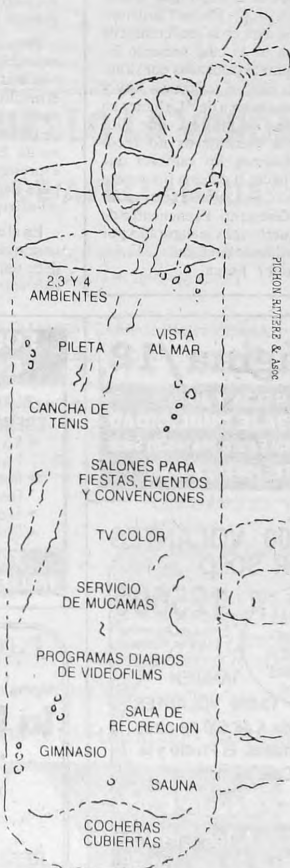 2,3 Y 4
AMBIENTES
PILETA
VISTA
AL MAR
CANCHA DE
TENIS
SALONES PARA
FIESTAS, EVENTOS
Y CONVENCIONES
TV COLOR
SERVICIO
DE MUCAMAS
PROGRAMAS DIARIOS
DE VIDEOFILMS
SALA DE
RECREACION
GIMNASIO
SAUNA
COCHERAS
CUBIERTAS
PICHON RIVIERE & Asoc